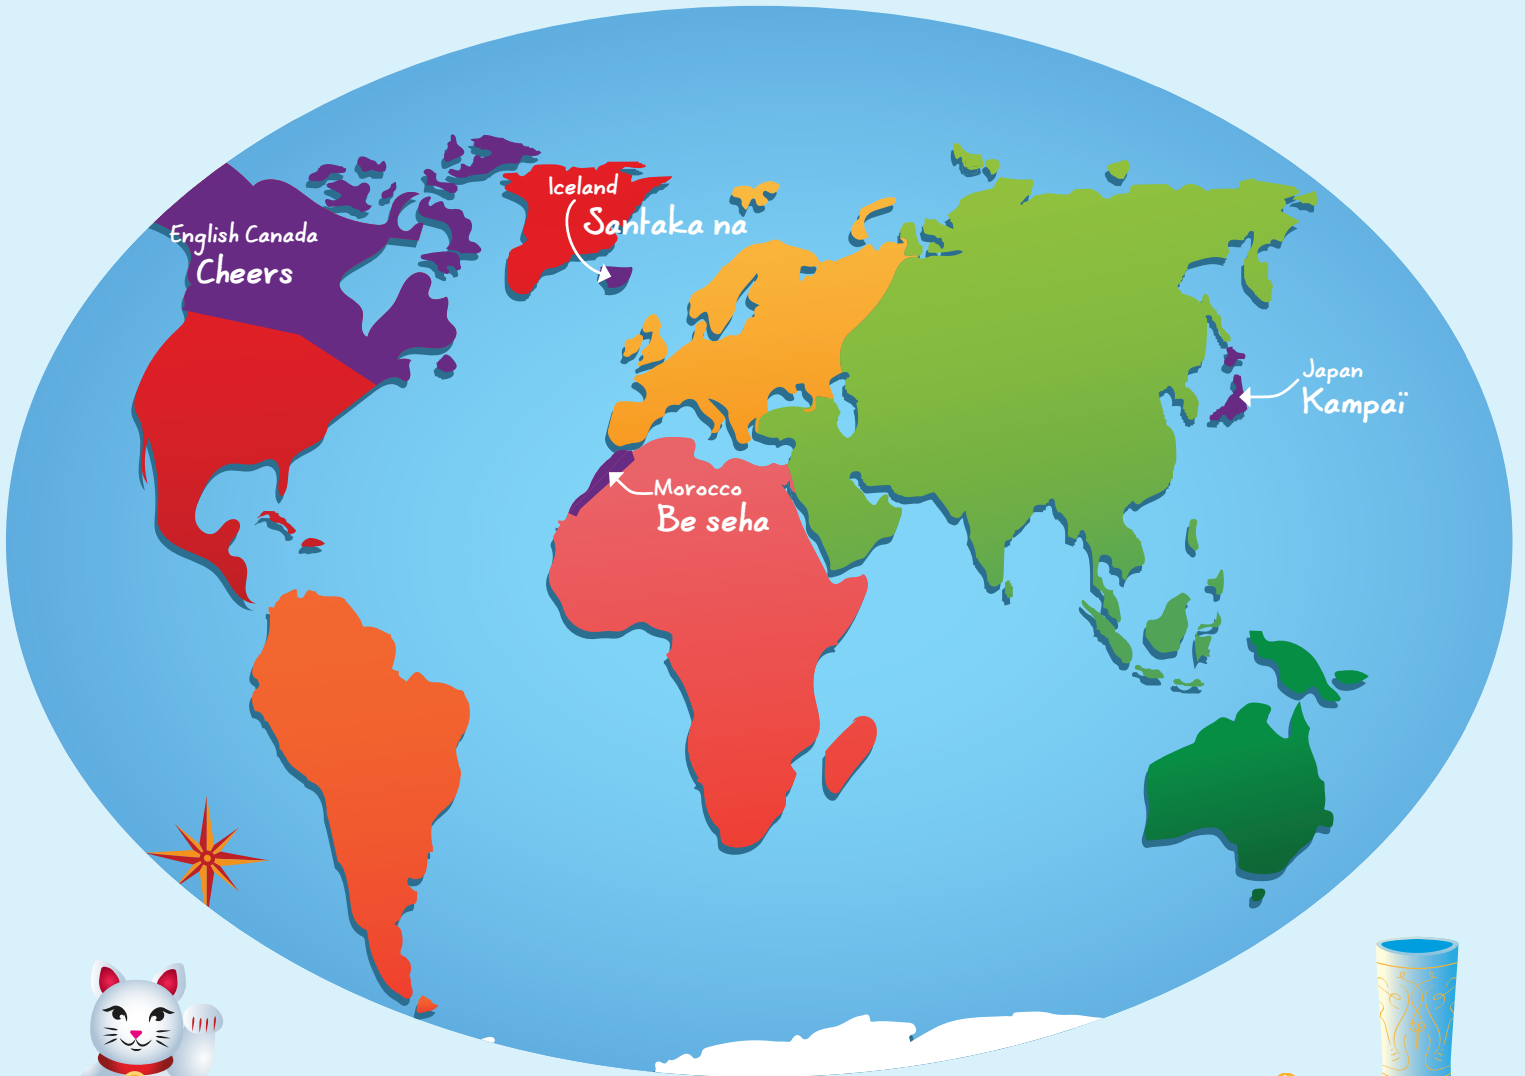 Iceland
Santaka na
English Canada
Cheers
Japan
Kampaï
Morocco
Be seha